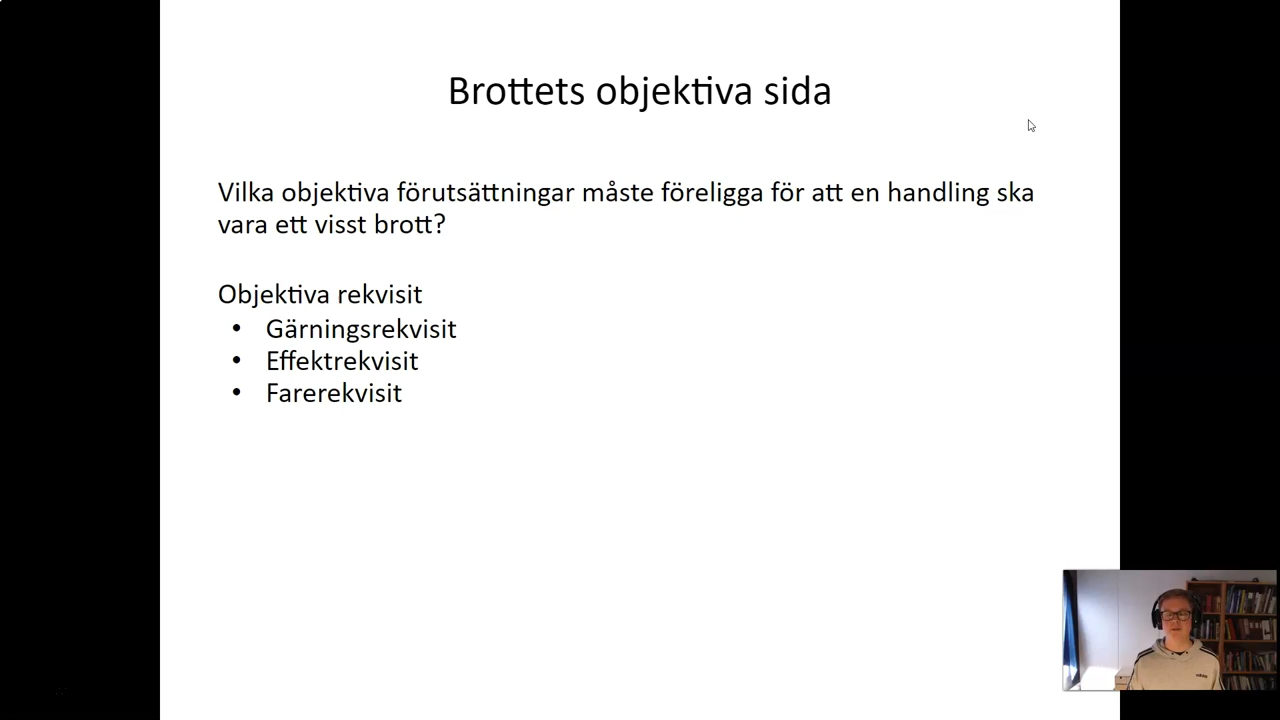 Brottets objektiva sida
Vilka objektiva förutsättningar måste föreligga för att en handling ska
vara ett visst brott?
Objektiva rekvisit
• Gärningsrekvisit
• Effektrekvisit
• Farerekvisit